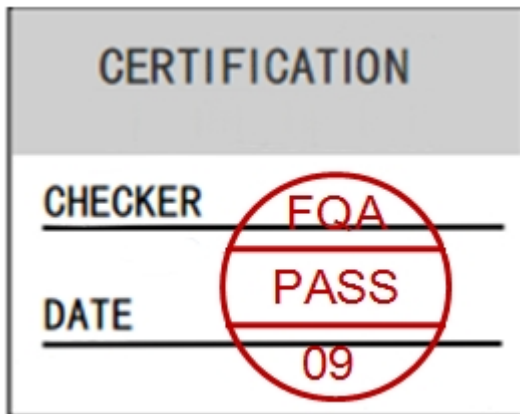 CERTIFICATION
CHECKER
FQA
PASS
DATE
09